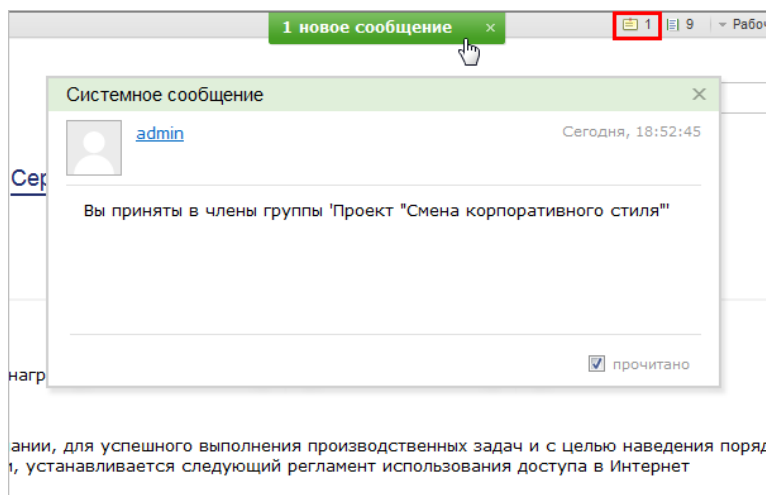 1 новое сообщение ×
1 9 Рабоч
Системное сообщение
admin Сегодня, 18:52:45
Сер
Вы приняты в члены группы 'Проект "Смена корпоративного стиля"'
прочитано
нагр
ании, для успешного выполнения производственных задач и с целью наведения поряд
, устанавливается следующий регламент использования доступа в Интернет